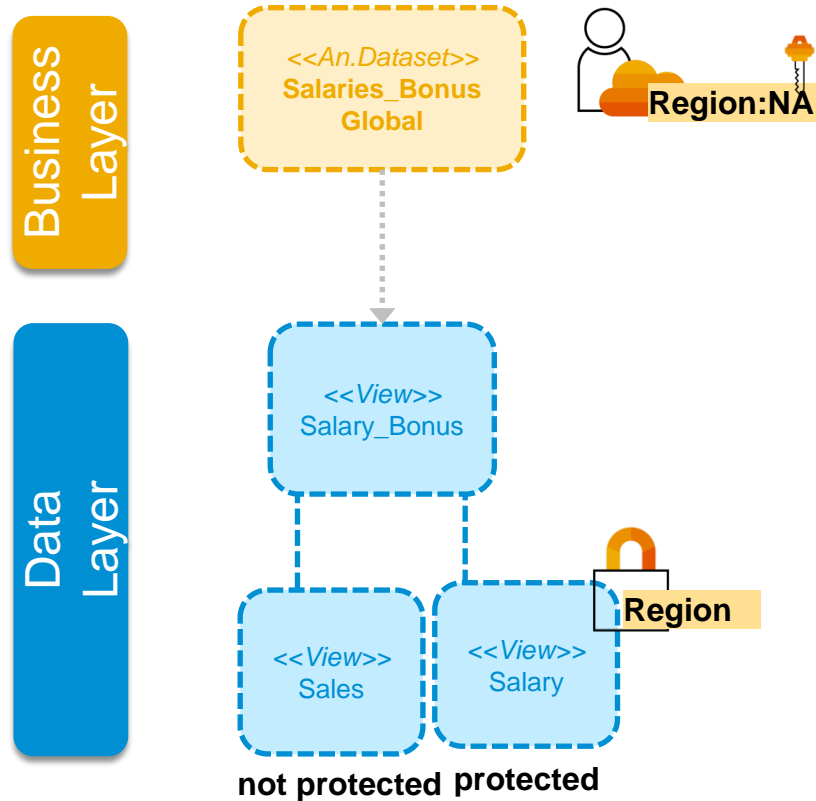 Business
Layer
<<An.Dataset>>
Salaries_Bonus
Global
Region:NA
Data
Layer
<<View>>
Salary_Bonus
<<View>>
Sales
<<View>>
Salary
Region
not protected
protected